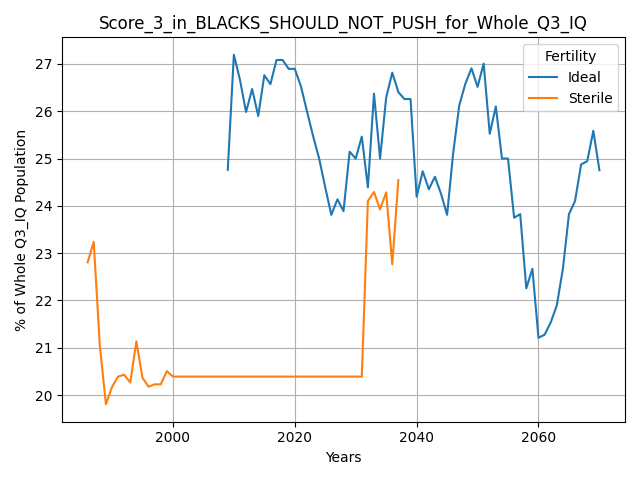 Score_3_in_BLACKS_SHOULD_NOT_PUSH_for_Whole_Q3_IQ
Fertility
Ideal
Sterile
% of Whole Q3_IQ Population
27
26
25
24
23
22
21
20
2000
2020
2040
2060
Years